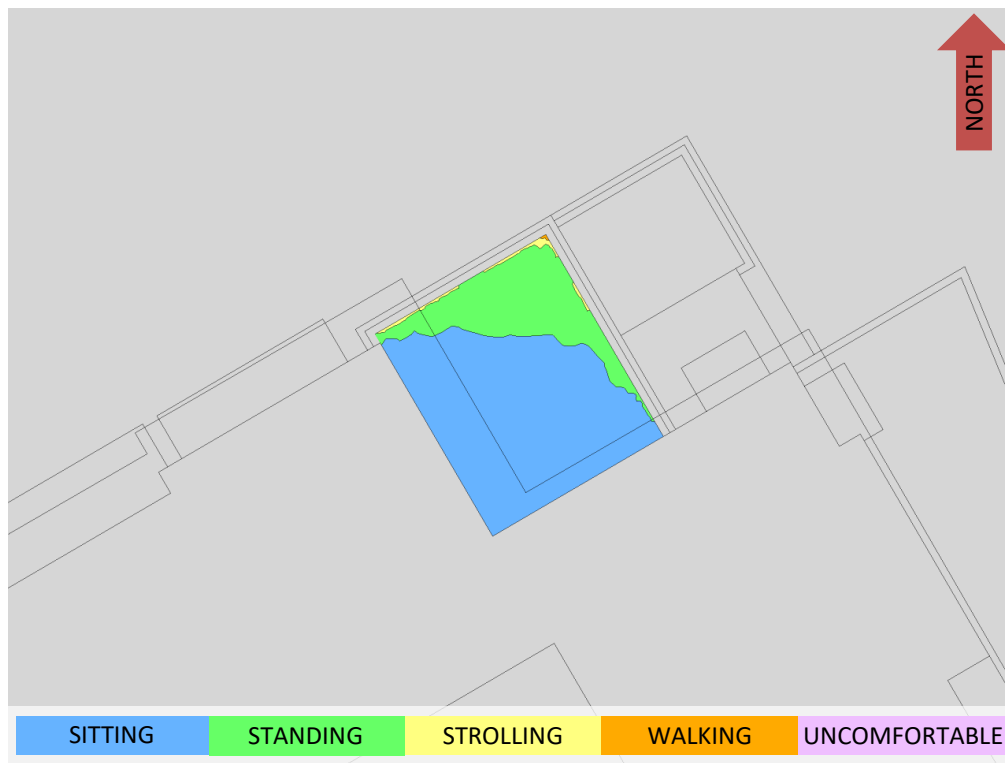 NORTH
SITTING
STANDING
STROLLING
WALKING
UNCOMFORTABLE